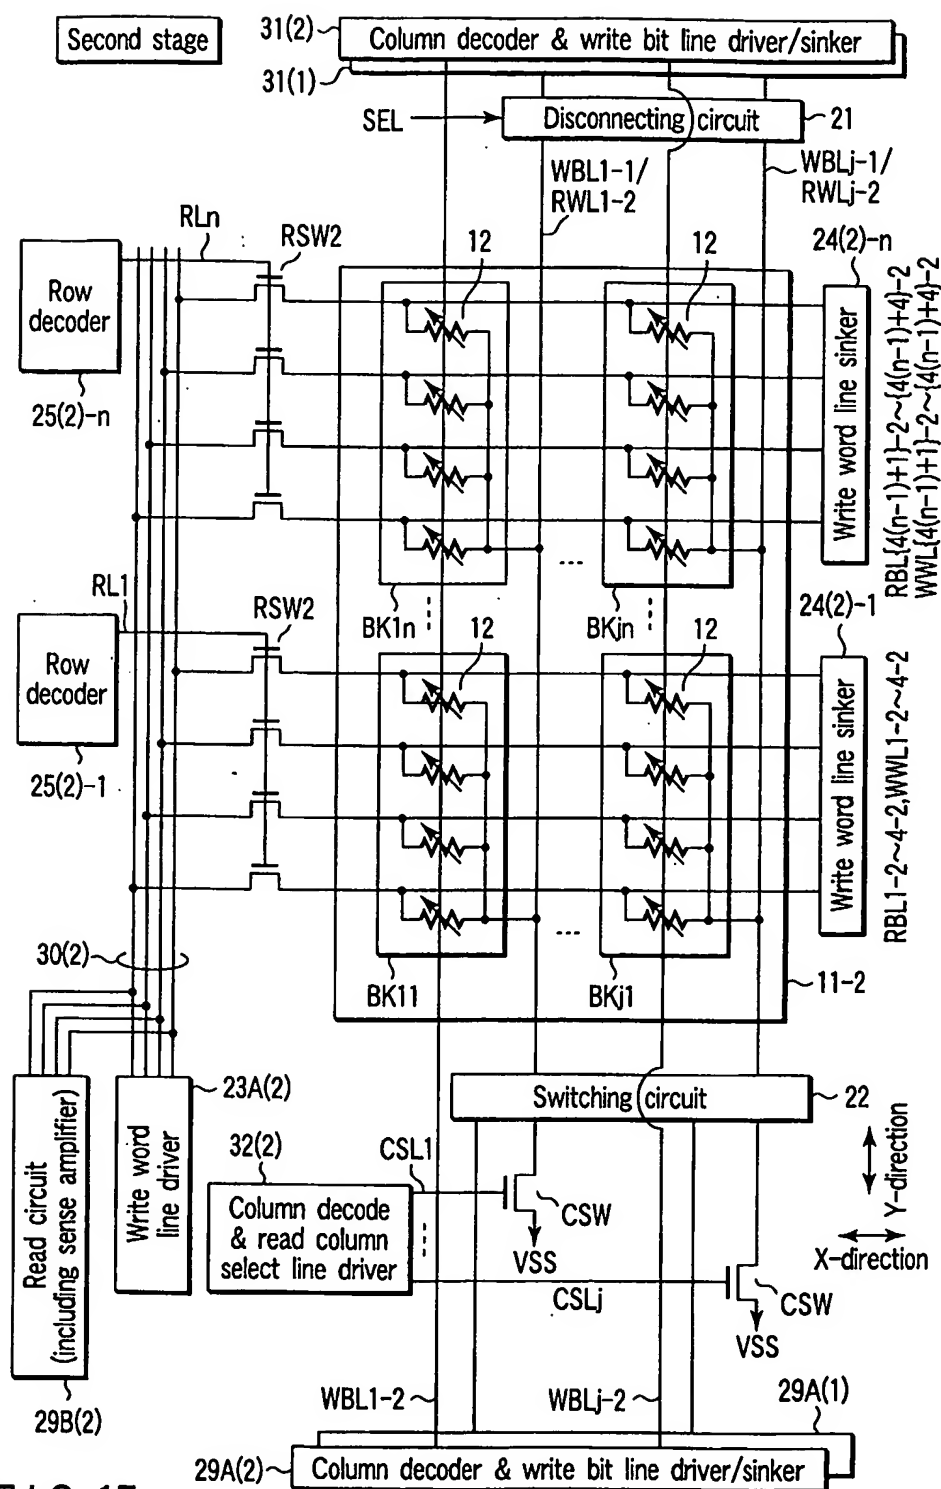 Second stage
31(2)
Column decoder & write bit line driver/sinker
31(1)
SEL
Disconnecting circuit
21
WBL1-1/
RWL1-2
WBLj-1/
RWLj-2
RLn
RSW2
12
12
24(2)-n
Row
decoder
25(2)-n
Write word line sinker
RBL{4(n-1)+1}-2~{4(n-1)+4}-2
WWL{4(n-1)+1}-2~{4(n-1)+4}-2
...
BK1n
BKjn
RL1
RSW2
12
12
24(2)-1
Row
decoder
25(2)-1
Write word line sinker
RBL1-2~4-2,WWL1-2~4-2
...
30(2)
BK11
BKj1
11-2
23A(2)
Switching circuit
22
Read circuit
(including sense amplifier)
Write word
line driver
32(2)
CSL1
Column decode
& read column
select line driver
CSW
VSS
Y-direction
X-direction
CSLj
CSW
VSS
29B(2)
WBL1-2
WBLj-2
29A(1)
29A(2)
Column decoder & write bit line driver/sinker